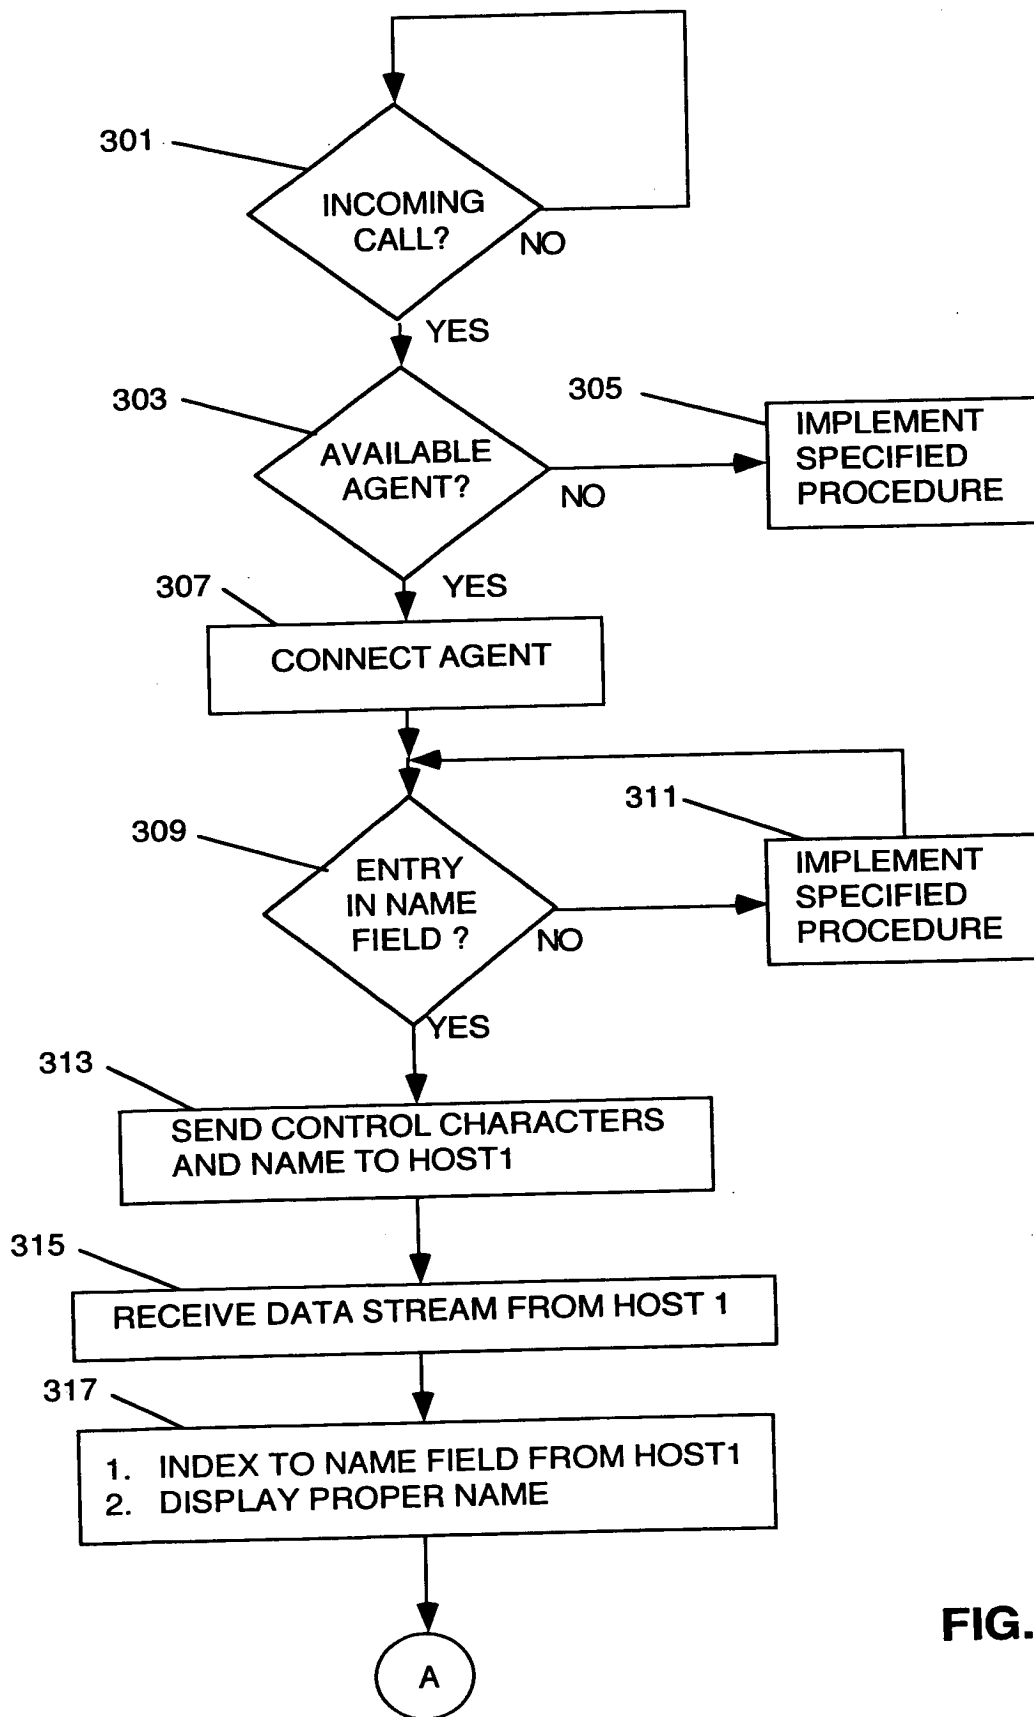 301
INCOMING
CALL?
NO
YES
303
AVAILABLE
AGENT?
NO
305
IMPLEMENT
SPECIFIED
PROCEDURE
YES
307
CONNECT AGENT
309
ENTRY
IN NAME
FIELD ?
NO
311
IMPLEMENT
SPECIFIED
PROCEDURE
YES
313
SEND CONTROL CHARACTERS
AND NAME TO HOST1
315
RECEIVE DATA STREAM FROM HOST 1
317
1. INDEX TO NAME FIELD FROM HOST1
2. DISPLAY PROPER NAME
A
FIG.